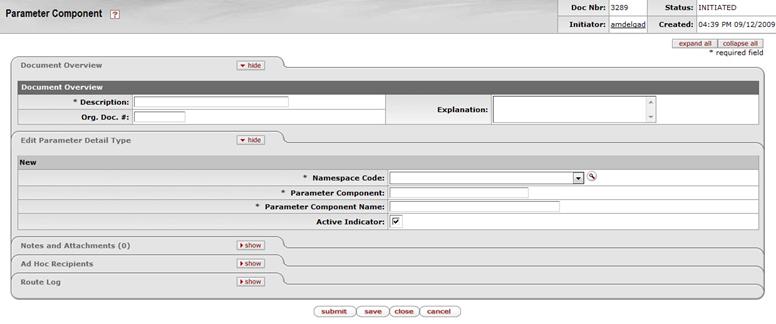 Parameter Component ?
Doc Nbr: 3289 Status: INITIATED
Initiator: amdelgad Created: 04:39 PM 09/12/2009
expand all collapse all
* required field
Document Overview hide
Document Overview
* Description: Explanation:
Org. Doc. #:
Edit Parameter Detail Type hide
New
* Namespace Code:
* Parameter Component:
* Parameter Component Name:
Active Indicator:
Notes and Attachments (0) show
Ad Hoc Recipients show
Route Log show
submit save close cancel